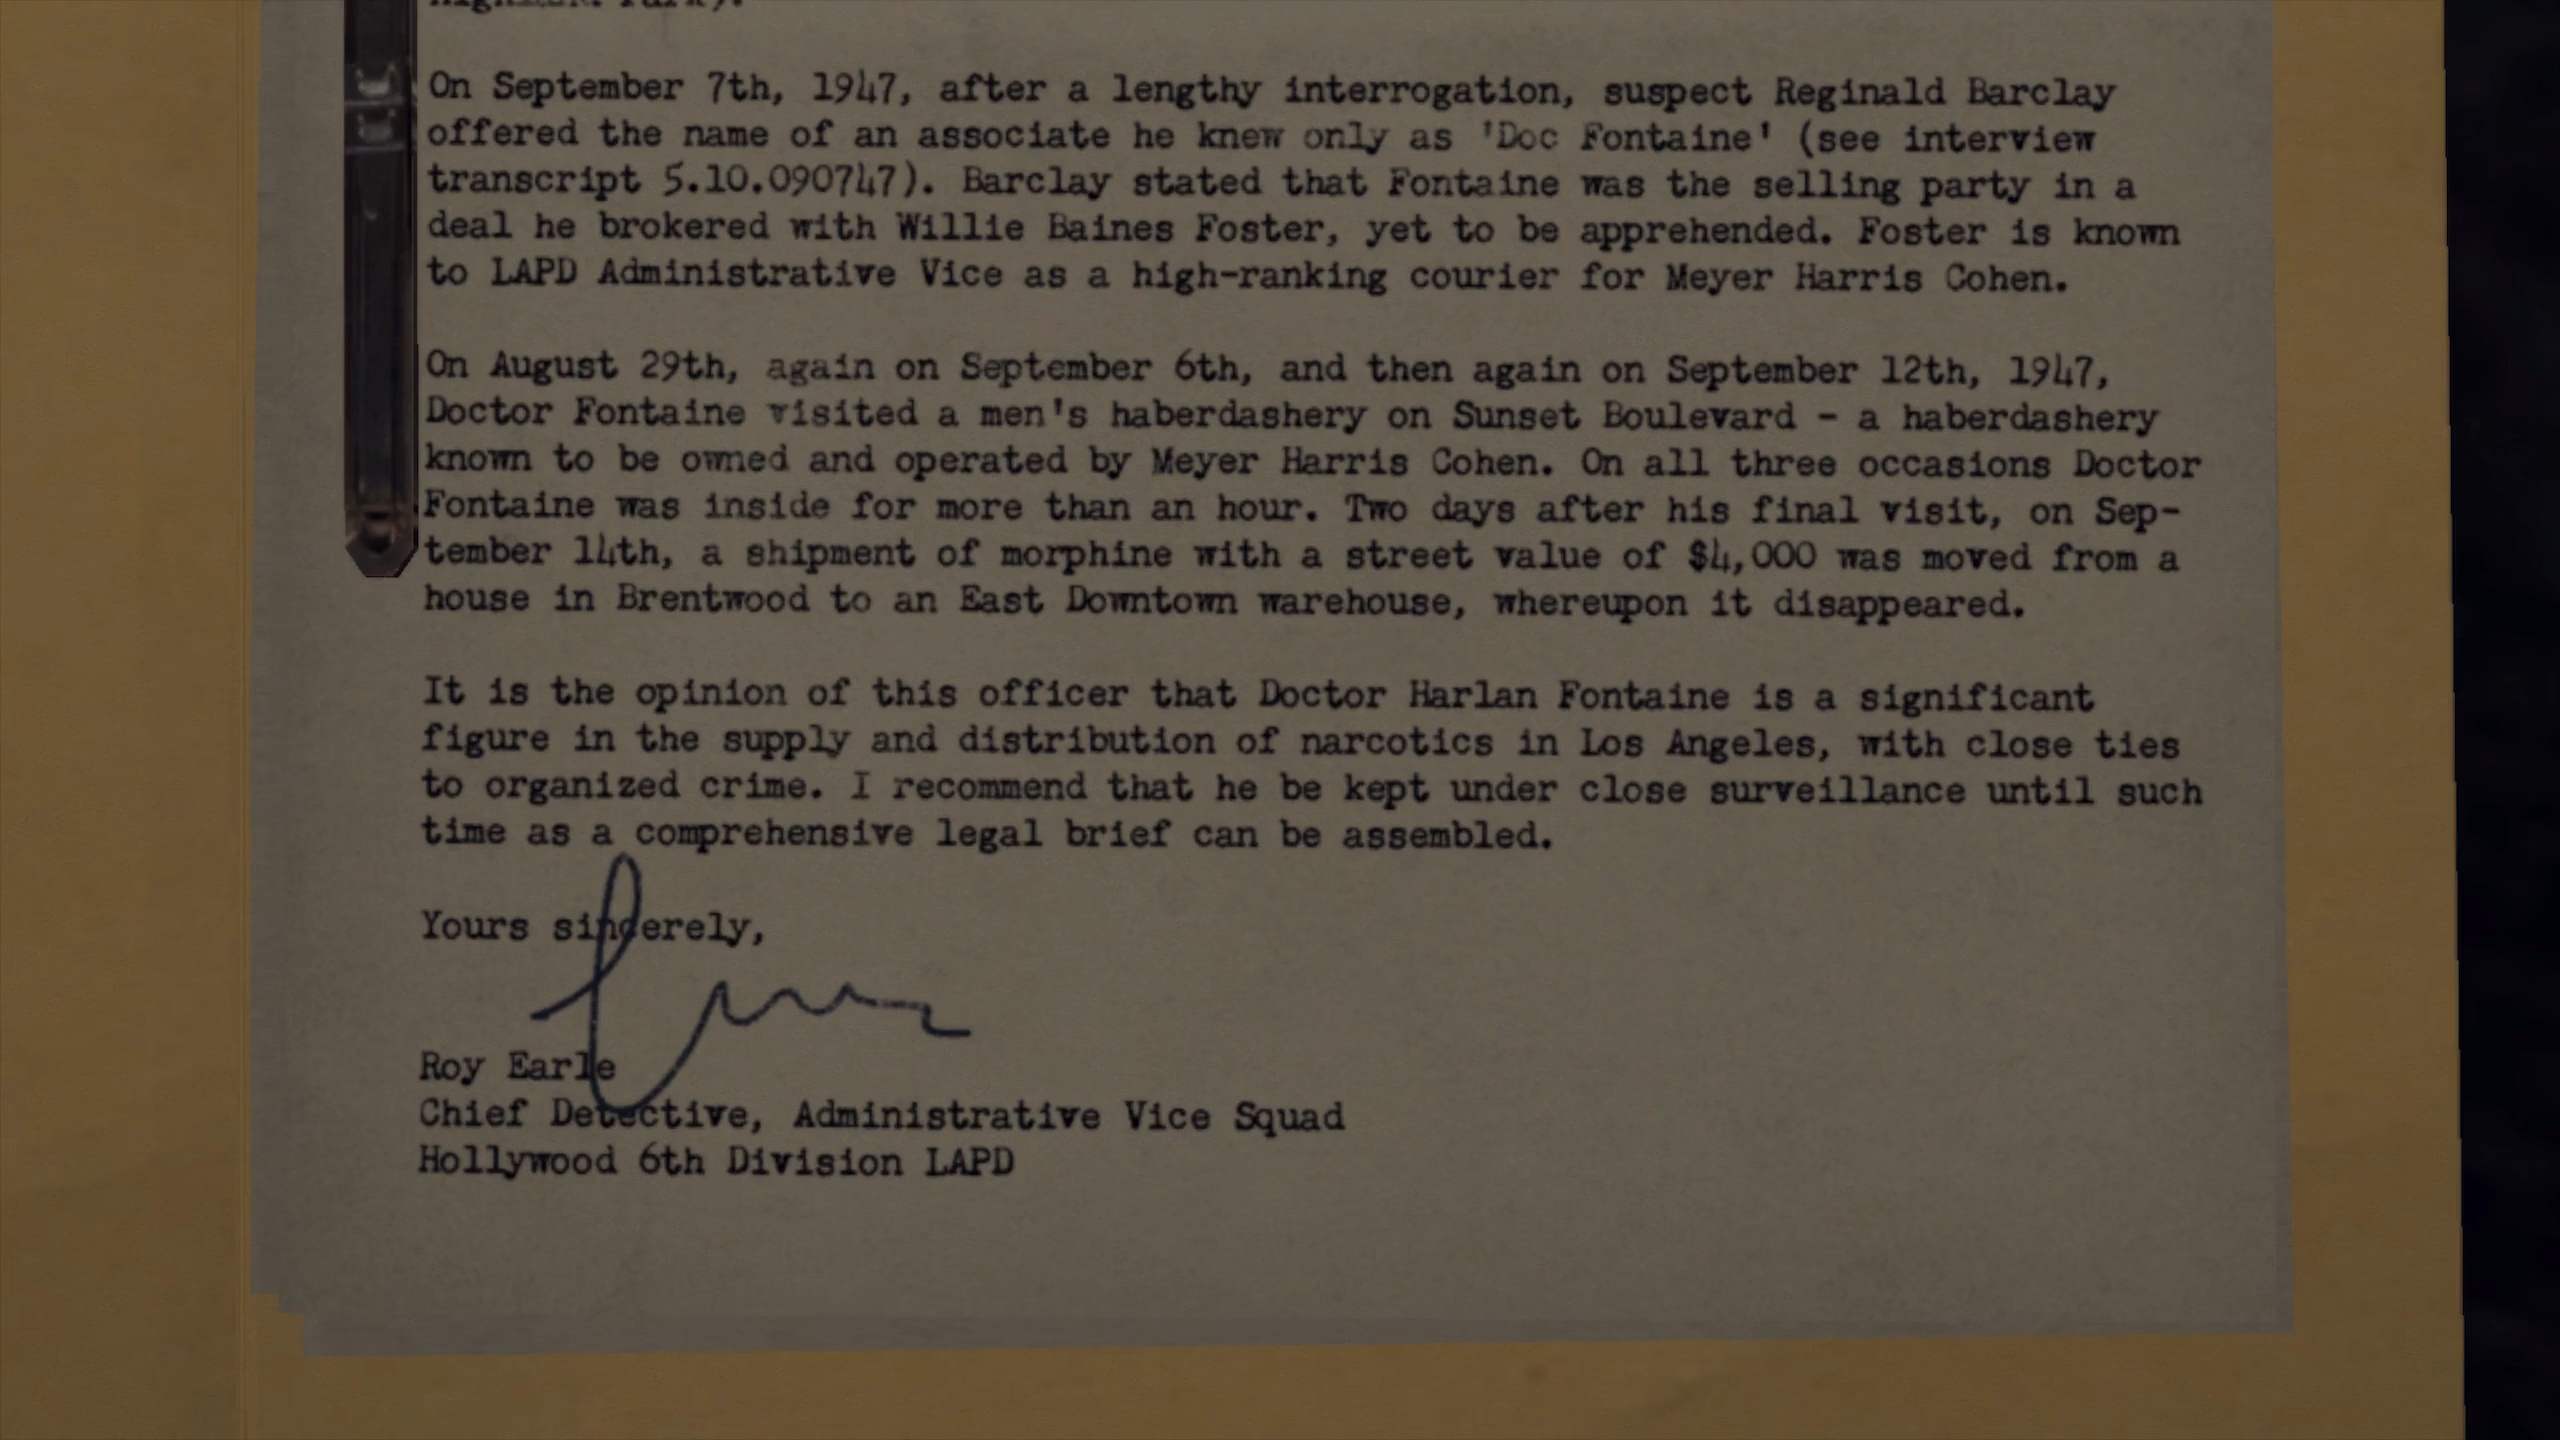 On September 7th, 1947, after a lengthy interrogation, suspect Reginald Barclay
offered the name of an associate he knew only as 'Doc Fontaine' (see interview
transcript 5.10.090747). Barclay stated that Fontaine was the selling party in a
deal he brokered with Willie Baines Foster, yet to be apprehended. Foster is known
to LAPD Administrative Vice as a high-ranking courier for Meyer Harris Cohen.
On August 29th, again on September 6th, and then again on September 12th, 1947,
Doctor Fontaine visited a men's haberdashery on Sunset Boulevard - a haberdashery
known to be owned and operated by Meyer Harris Cohen. On all three occasions Doctor
Fontaine was inside for more than an hour. Two days after his final visit, on Sep-
tember 14th, a shipment of morphine with a street value of $4,000 was moved from a
house in Brentwood to an East Downtown warehouse, whereupon it disappeared.
It is the opinion of this officer that Doctor Harlan Fontaine is a significant
figure in the supply and distribution of narcotics in Los Angeles, with close ties
to organized crime. I recommend that he be kept under close surveillance until such
time as a comprehensive legal brief can be assembled.
Yours sincerely,
Roy Earle
Chief Detective, Administrative Vice Squad
Hollywood 6th Division LAPD